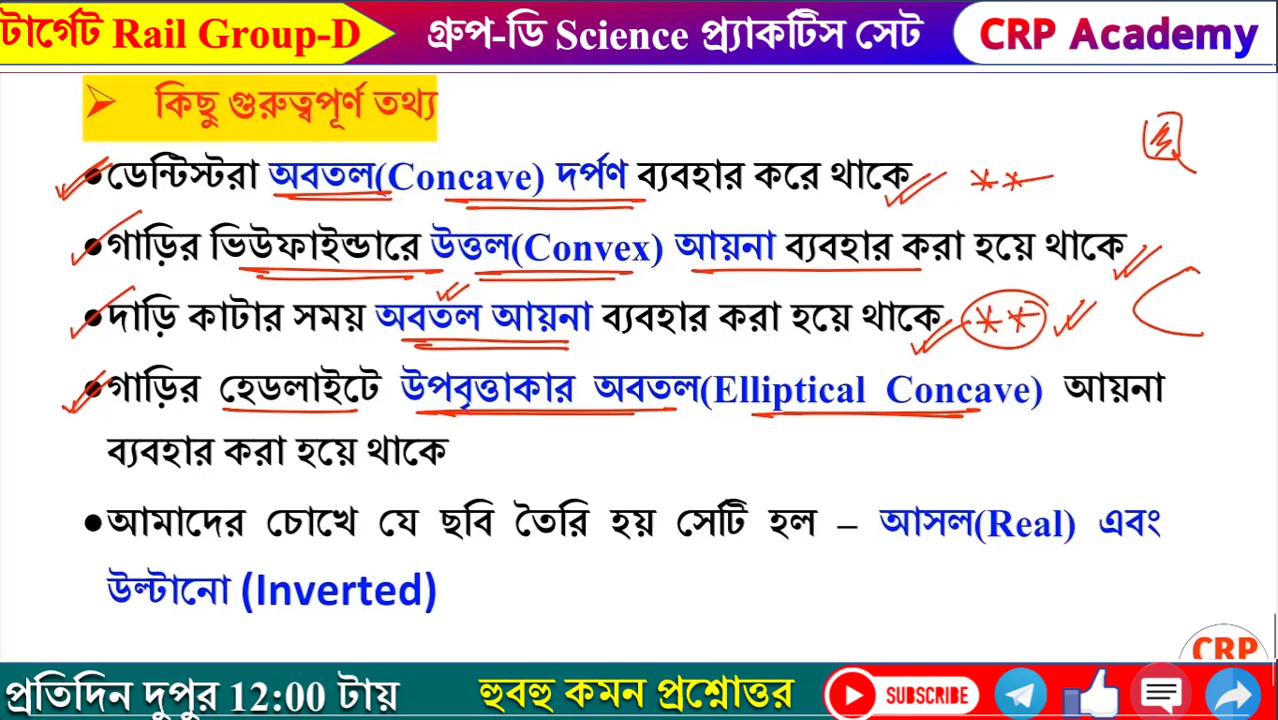 টার্গেট Rail Group-D
গ্রুপ-ডি Science প্র্যাকটিস সেট
CRP Academy
➢ কিছু গুরুত্বপূর্ণ তথ্য
●ডেন্টিস্টরা অবতল(Concave) দর্পণ ব্যবহার করে থাকে
●গাড়ির ভিউফাইন্ডারে উত্তল(Convex) আয়না ব্যবহার করা হয়ে থাকে
●দাড়ি কাটার সময় অবতল আয়না ব্যবহার করা হয়ে থাকে
●গাড়ির হেডলাইটে উপবৃত্তাকার অবতল(Elliptical Concave) আয়না
ব্যবহার করা হয়ে থাকে
●আমাদের চোখে যে ছবি তৈরি হয় সেটি হল – আসল(Real) এবং
উল্টানো (Inverted)
CRP
প্রতিদিন দুপুর 12:00 টায়
হুবহু কমন প্রশ্নোত্তর
SUBSCRIBE